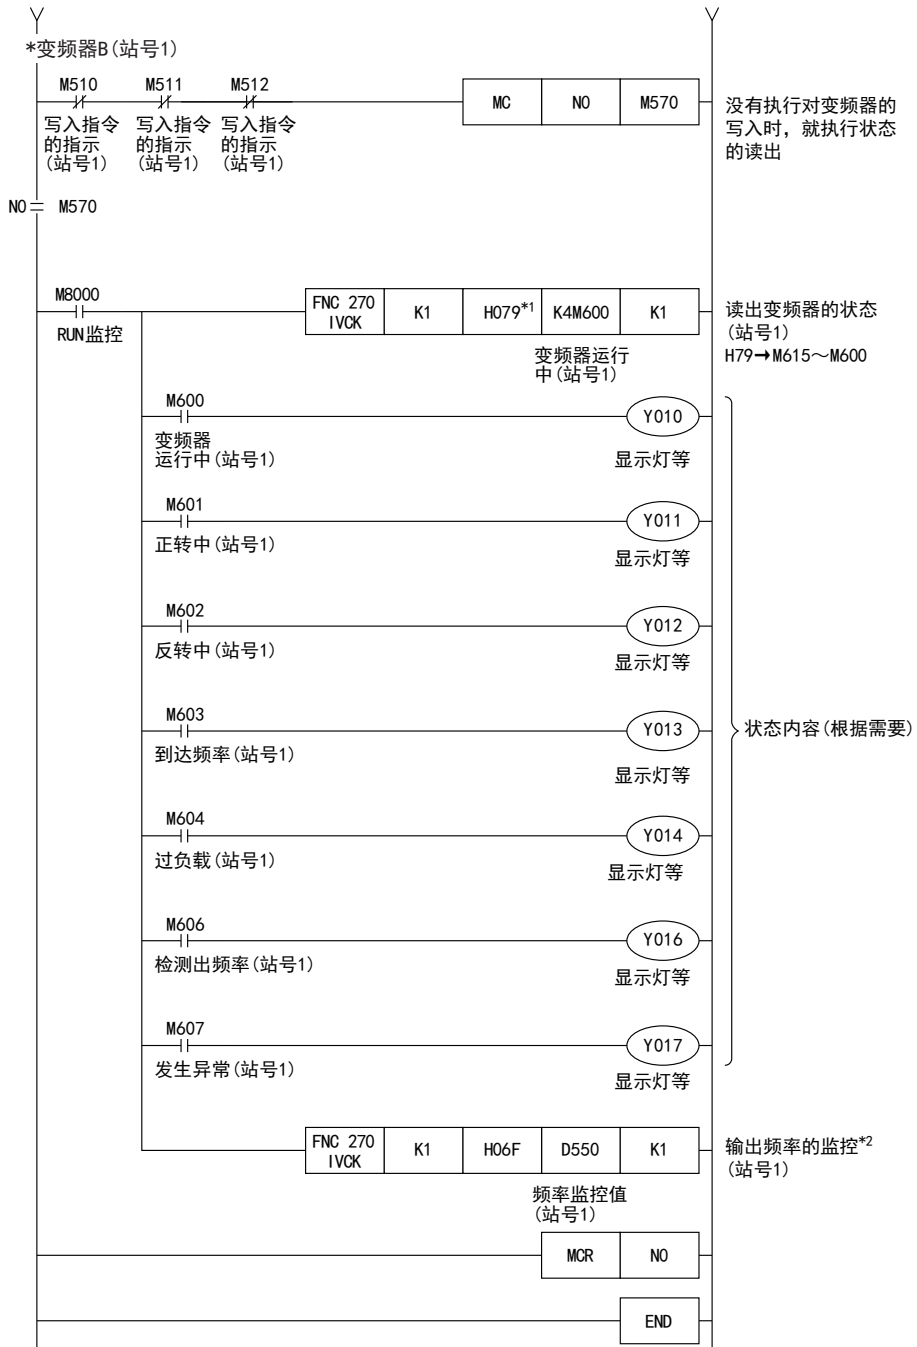 *变频器B(站号1)
M510 M511 M512
MC N0 M570
写入指令 写入指令 写入指令
的指示 的指示 的指示
(站号1) (站号1) (站号1)
没有执行对变频器的
写入时，就执行状态
的读出
N0 M570
M8000
RUN监控
FNC 270
IVCK
K1 H079*1 K4M600 K1
变频器运行
中(站号1)
读出变频器的状态
(站号1)
H79→M615～M600
M600
变频器
运行中(站号1)
Y010
显示灯等
M601
正转中(站号1)
Y011
显示灯等
M602
反转中(站号1)
Y012
显示灯等
M603
到达频率(站号1)
Y013
显示灯等
状态内容(根据需要)
M604
过负载(站号1)
Y014
显示灯等
M606
检测出频率(站号1)
Y016
显示灯等
M607
发生异常(站号1)
Y017
显示灯等
FNC 270
IVCK
K1 H06F D550 K1
频率监控值
(站号1)
输出频率的监控*2
(站号1)
MCR N0
END